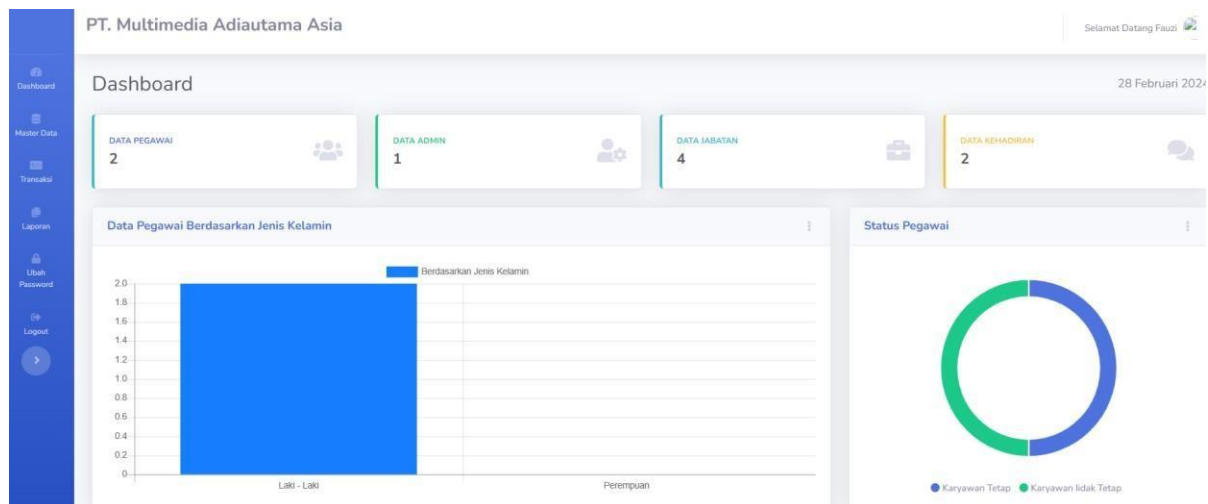 PT. Multimedia Adiautama Asia
Selamat Datang Fauzi
Dashboard
Master Data
Transaksi
Laporan
Ubah
Password
Logout
Dashboard
28 Februari 2024
DATA PEGAWAI
2
DATA ADMIN
1
DATA JABATAN
4
DATA KEHADIRAN
2
Data Pegawai Berdasarkan Jenis Kelamin
Berdasarkan Jenis Kelamin
2.0
1.8
1.6
1.4
1.2
1.0
0.8
0.6
0.4
0.2
0
Laki - Laki
Perempuan
Status Pegawai
Karyawan Tetap
Karyawan lidak Tetap